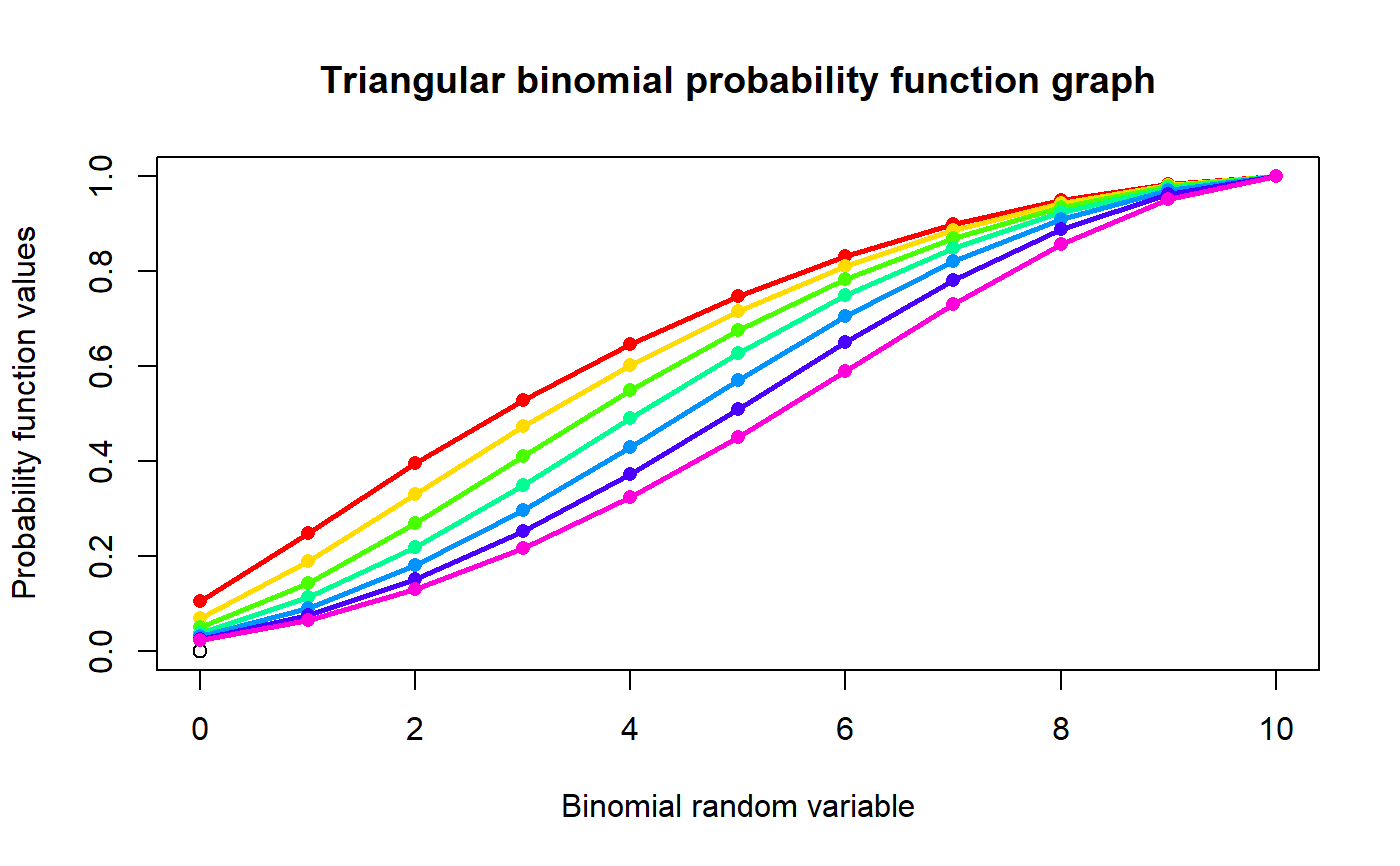 Triangular binomial probability function graph
Probability function values
1.0
0.8
0.6
0.4
0.2
0.0
0 2 4 6 8 10
Binomial random variable